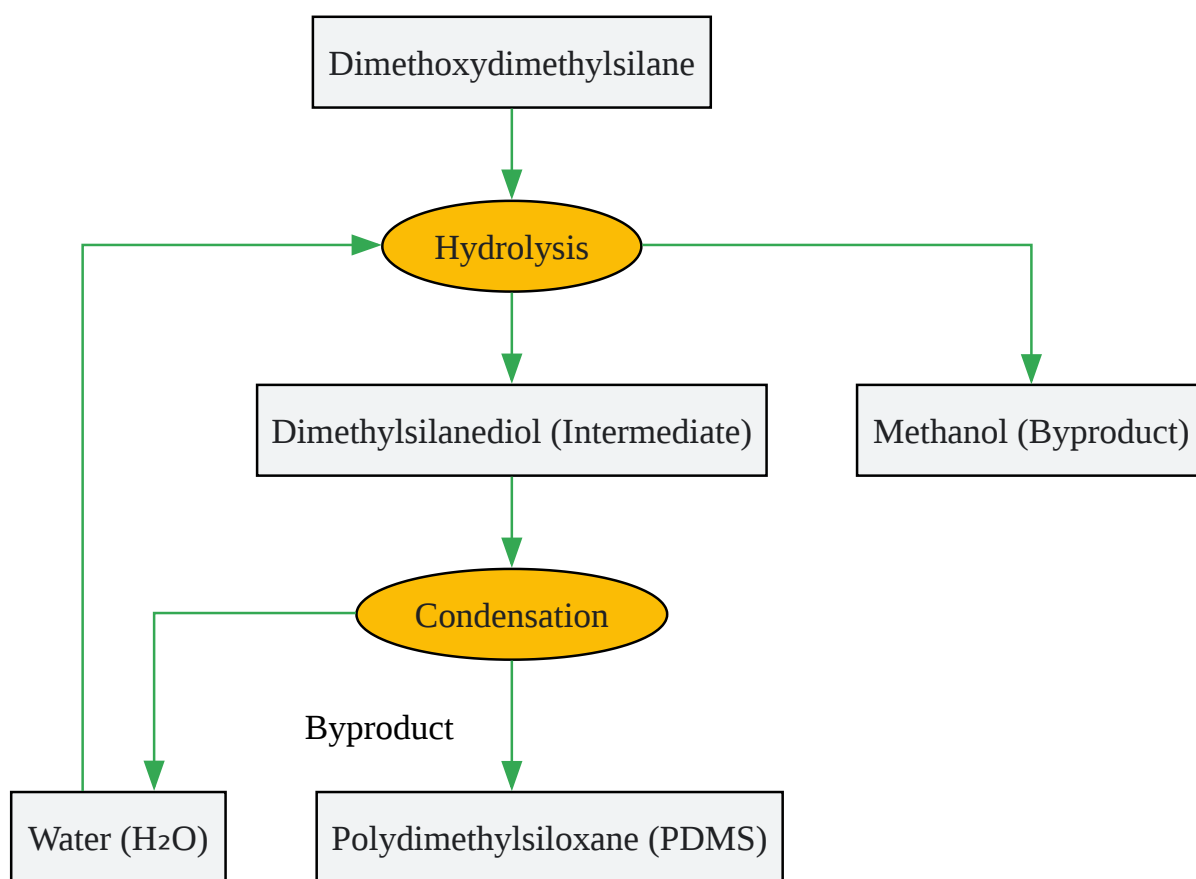 Dimethoxydimethylsilane
Hydrolysis
Dimethylsilanediol (Intermediate)
Methanol (Byproduct)
Condensation
Byproduct
Water (H₂O)
Polydimethylsiloxane (PDMS)